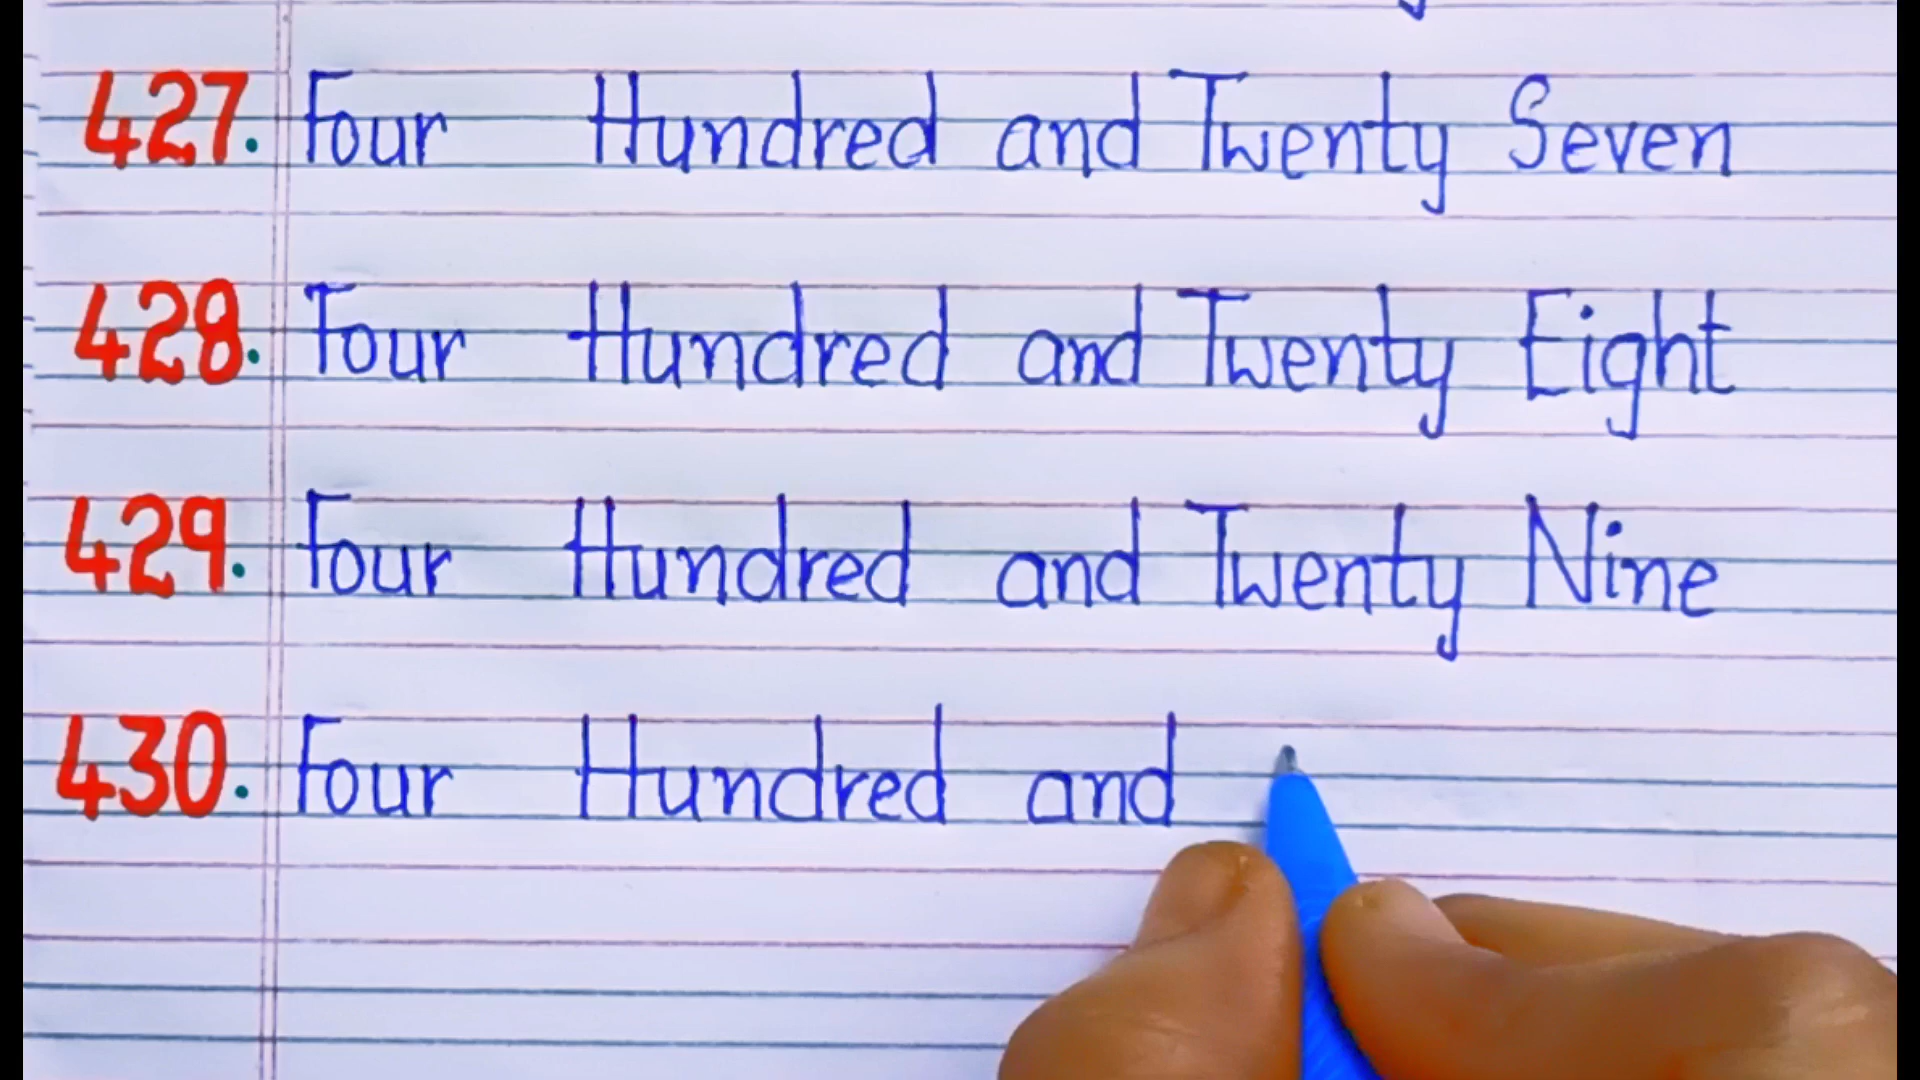 427. Four Hundred and Twenty Seven
428. Four Hundred and Twenty Eight
429. Four Hundred and Twenty Nine
430. Four Hundred and